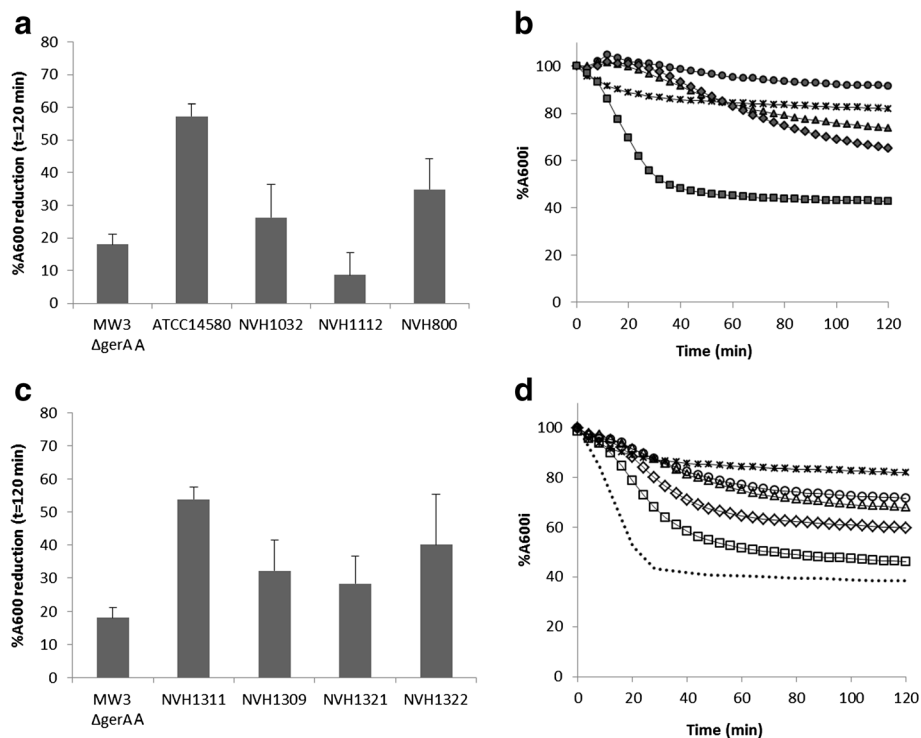 a
%A600 reduction (t=120 min)
80
70
60
50
40
30
20
10
0
MW3 ΔgerA A
ATCC14580
NVH1032
NVH1112
NVH800
b
%A600i
100
80
60
40
20
0
0 20 40 60 80 100 120
Time (min)
c
%A600 reduction (t=120 min)
80
70
60
50
40
30
20
10
0
MW3 ΔgerA A
NVH1311
NVH1309
NVH1321
NVH1322
d
%A600i
100
80
60
40
20
0
0 20 40 60 80 100 120
Time (min)